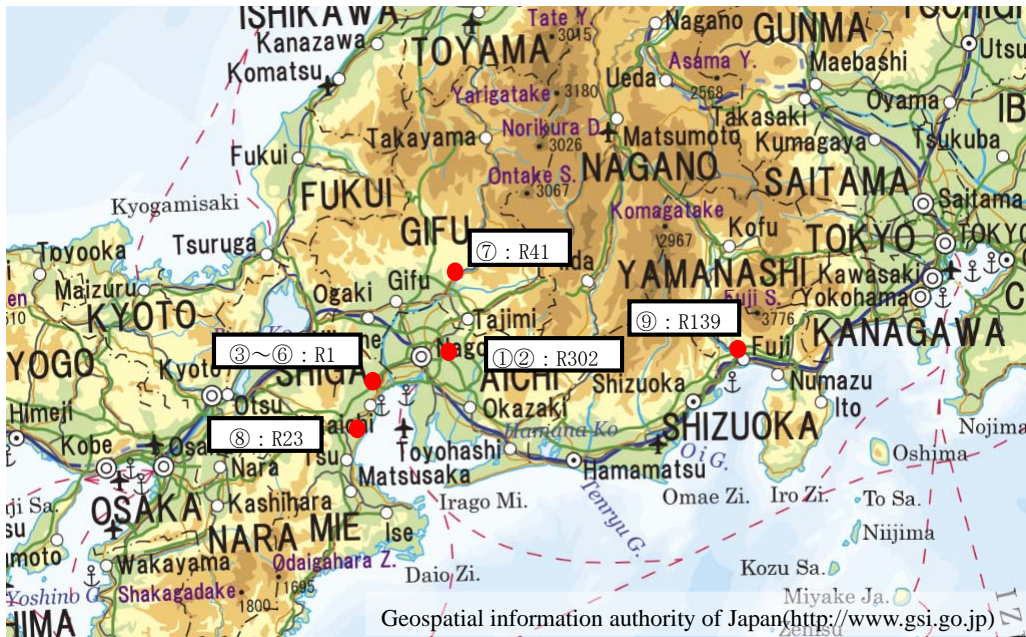 ISHIKAWA
Tate Y.
3015
Nagano
GUNMA
Kanazawa
TOYAMA
Asama Y.
Maebashi
Utsu
Komatsu
Ueda
2568
Yarigatake
3180
Takasaki
Oyama
IB
Takayama
Norikura D.
3026
Matsumoto
Kumagaya
Tsukuba
Fukui
Ontake S.
3067
NAGANO
SAITAMA
FUKUI
Kyogamisaki
Komagatake
2967
Saitama
GIFU
Kofu
TOKYO
TOKYO
Toyooka
Tsuruga
⑦:R41
YAMANASHI
Kawasaki
Maizuru
Ogaki
Gifu
Yokohama
KYOTO
Tajimi
⑨:R139
3776
KANAGAWA
③~⑥:R1
①②:R302
Fuji
YOGO
Kyoto
SHIGA
AICHI
Shizuoka
Numazu
Otsu
Okazaki
Ito
Himeji
⑧:R23
SHIZUOKA
Nojima
Kobe
Toyohashi
Hamana Ko
Oi G.
Oshima
Nara
Tsu
Matsusaka
Hamamatsu
OSAKA
Kashihara
Irago Mi.
Tenryu G.
Omae Zi.
Iro Zi.
To Sa.
NARA
MIE
Ise
Niijima
Wakayama
Odaigahara Z.
1695
Daio Zi.
Kozu Sa.
Yoshino G
Shakagadake
1800
Miyake Ja.
HIMA
Geospatial information authority of Japan(http://www.gsi.go.jp)